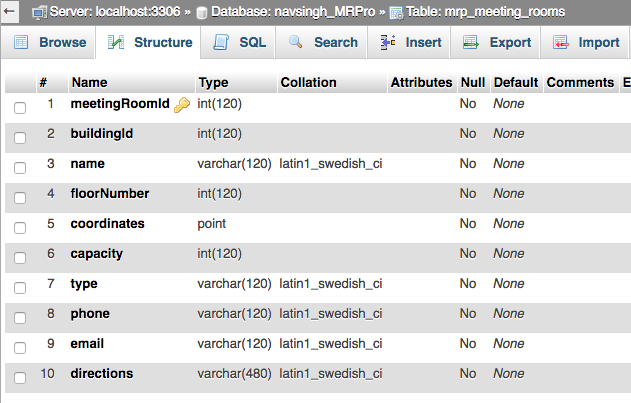 Server: localhost:3306 » Database: navsingh_MRPro » Table: mrp_meeting_rooms
Browse Structure SQL Search Insert Export Import
# Name Type Collation Attributes Null Default Comments E
1 meetingRoomId int(120) No None
2 buildingId int(120) No None
3 name varchar(120) latin1_swedish_ci No None
4 floorNumber int(120) No None
5 coordinates point No None
6 capacity int(120) No None
7 type varchar(120) latin1_swedish_ci No None
8 phone varchar(120) latin1_swedish_ci No None
9 email varchar(120) latin1_swedish_ci No None
10 directions varchar(480) latin1_swedish_ci No None